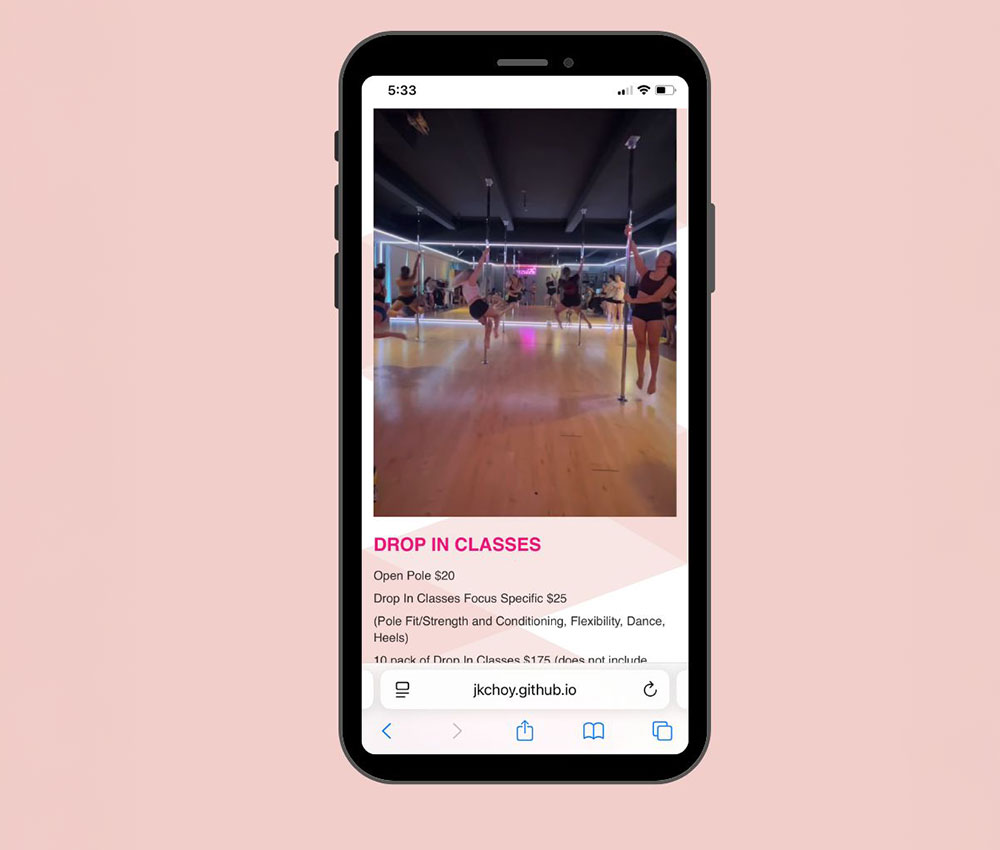 5:33
DROP IN CLASSES
Open Pole $20
Drop In Classes Focus Specific $25
(Pole Fit/Strength and Conditioning, Flexibility, Dance,
Heels)
10 pack of Drop In Classes $175 (does not include
jkchoy.github.io